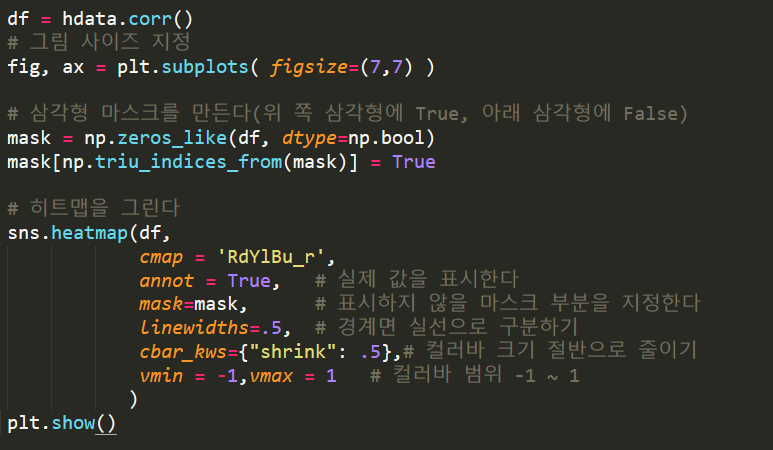 df = hdata.corr()
# 그림 사이즈 지정
fig, ax = plt.subplots( figsize=(7,7) )
# 삼각형 마스크를 만든다(위 쪽 삼각형에 True, 아래 삼각형에 False)
mask = np.zeros_like(df, dtype=np.bool)
mask[np.triu_indices_from(mask)] = True
# 히트맵을 그린다
sns.heatmap(df,
cmap = 'RdYlBu_r',
annot = True,   # 실제 값을 표시한다
mask=mask,      # 표시하지 않을 마스크 부분을 지정한다
linewidths=.5,  # 경계면 실선으로 구분하기
cbar_kws={"shrink": .5},# 컬러바 크기 절반으로 줄이기
vmin = -1,vmax = 1   # 컬러바 범위 -1 ~ 1
)
plt.show()